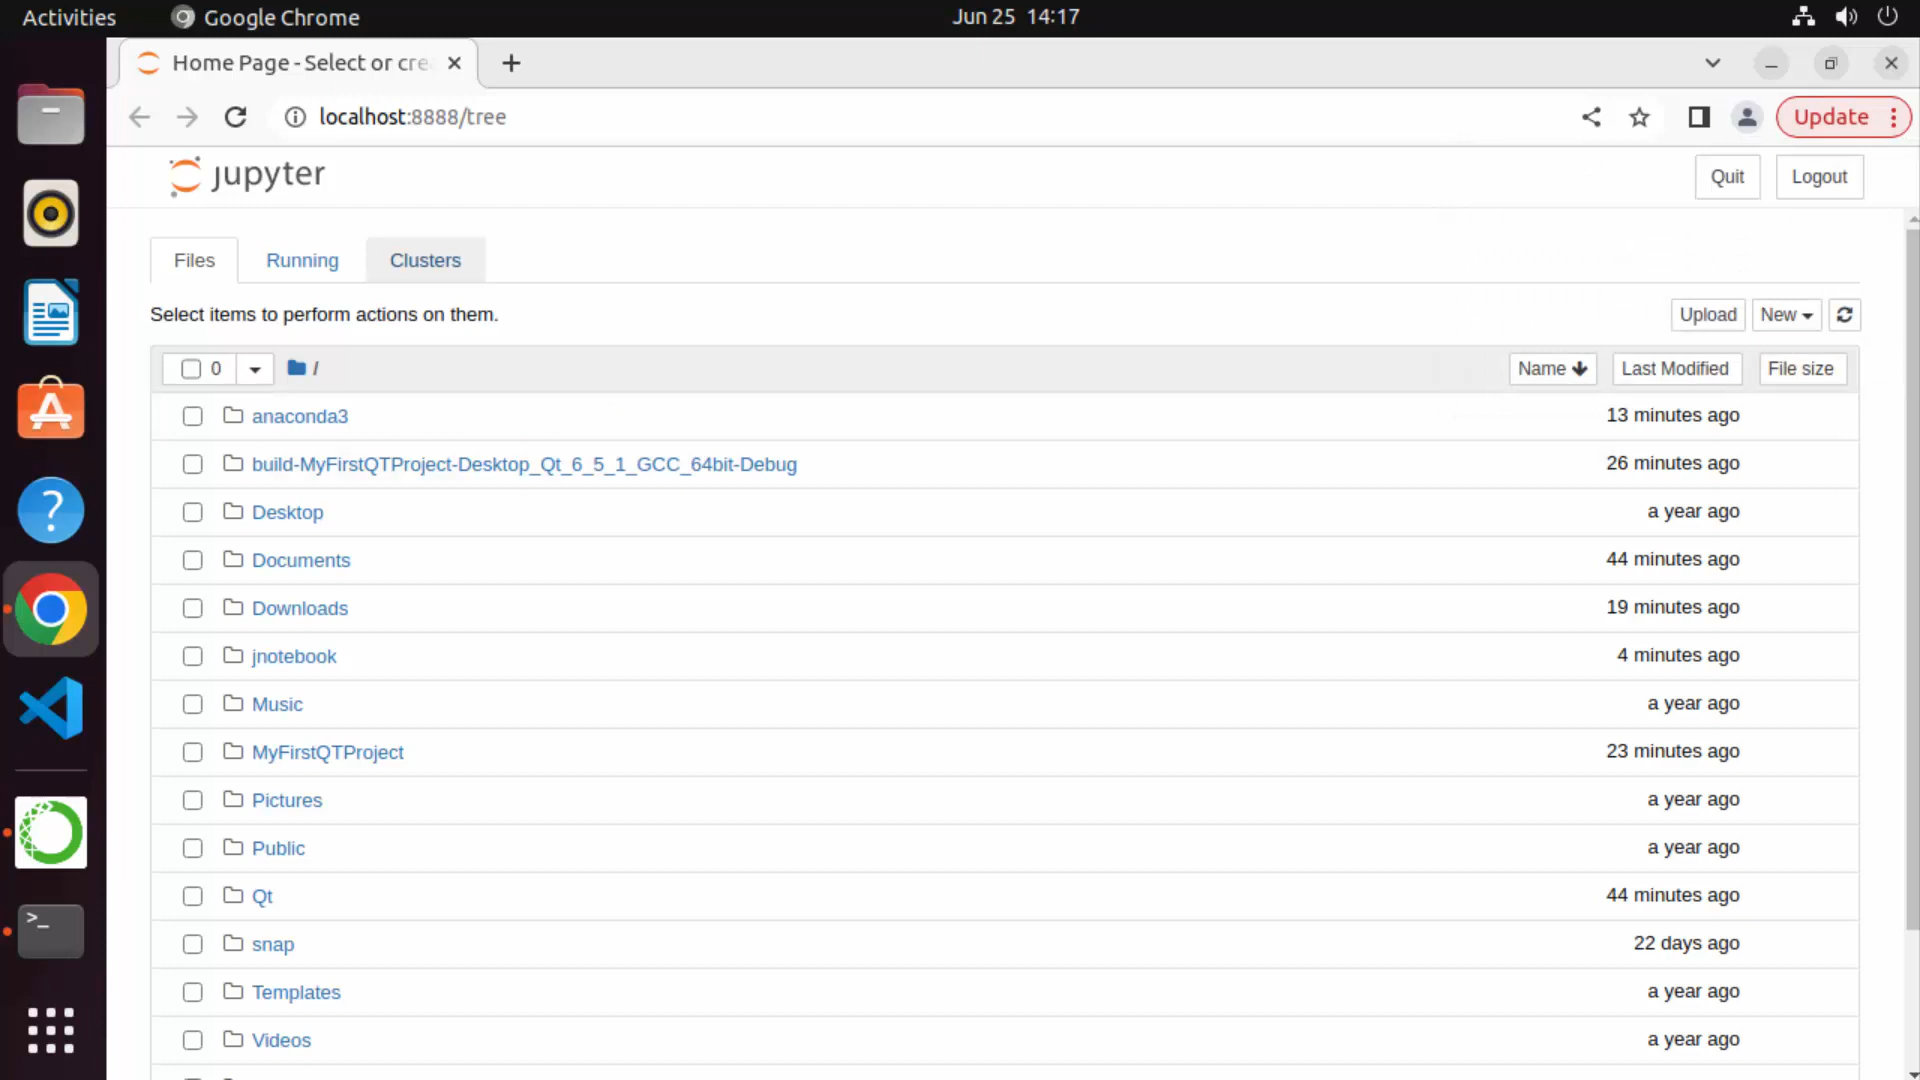 Activities Google Chrome Jun 25 14:17
Home Page - Select or cre
localhost:8888/tree Update
jupyter Quit Logout
Files Running Clusters
Select items to perform actions on them. Upload New
0 / Name Last Modified File size
anaconda3 13 minutes ago
build-MyFirstQTProject-Desktop_Qt_6_5_1_GCC_64bit-Debug 26 minutes ago
Desktop a year ago
Documents 44 minutes ago
Downloads 19 minutes ago
jnotebook 4 minutes ago
Music a year ago
MyFirstQTProject 23 minutes ago
Pictures a year ago
Public a year ago
Qt 44 minutes ago
snap 22 days ago
Templates a year ago
Videos a year ago